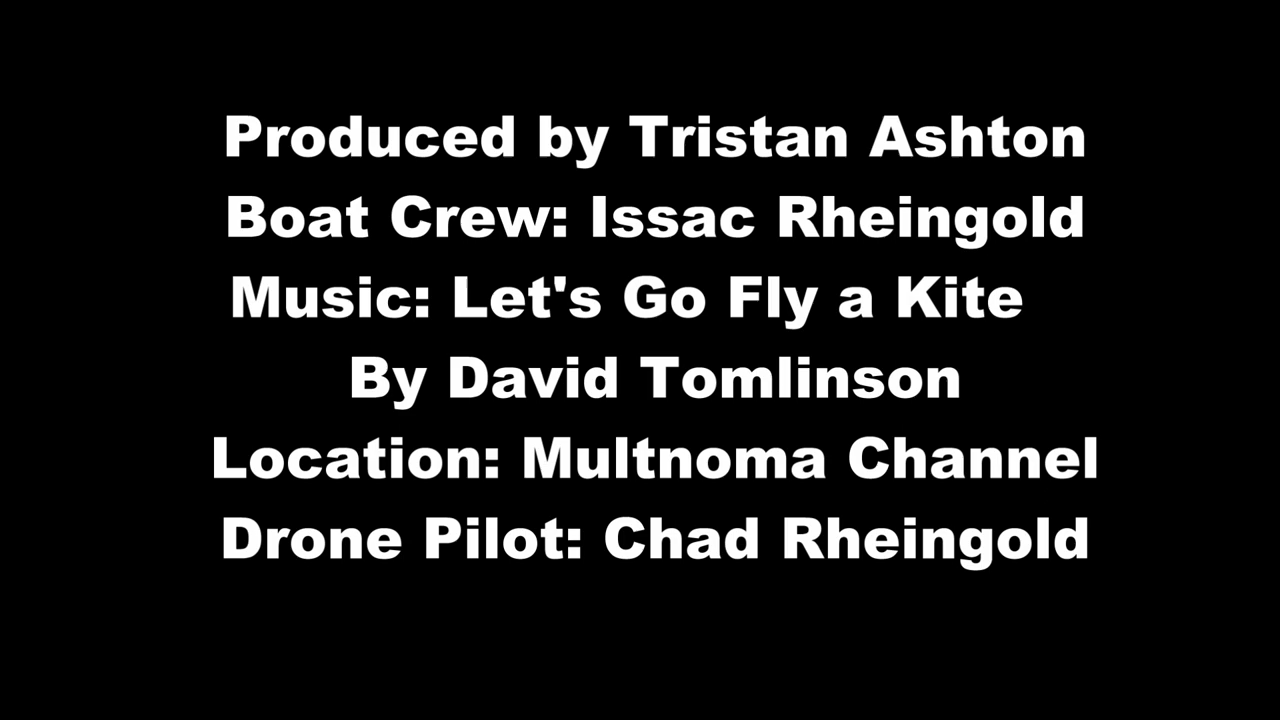 Produced by Tristan Ashton
Boat Crew: Issac Rheingold
Music: Let's Go Fly a Kite
By David Tomlinson
Location: Multnoma Channel
Drone Pilot: Chad Rheingold